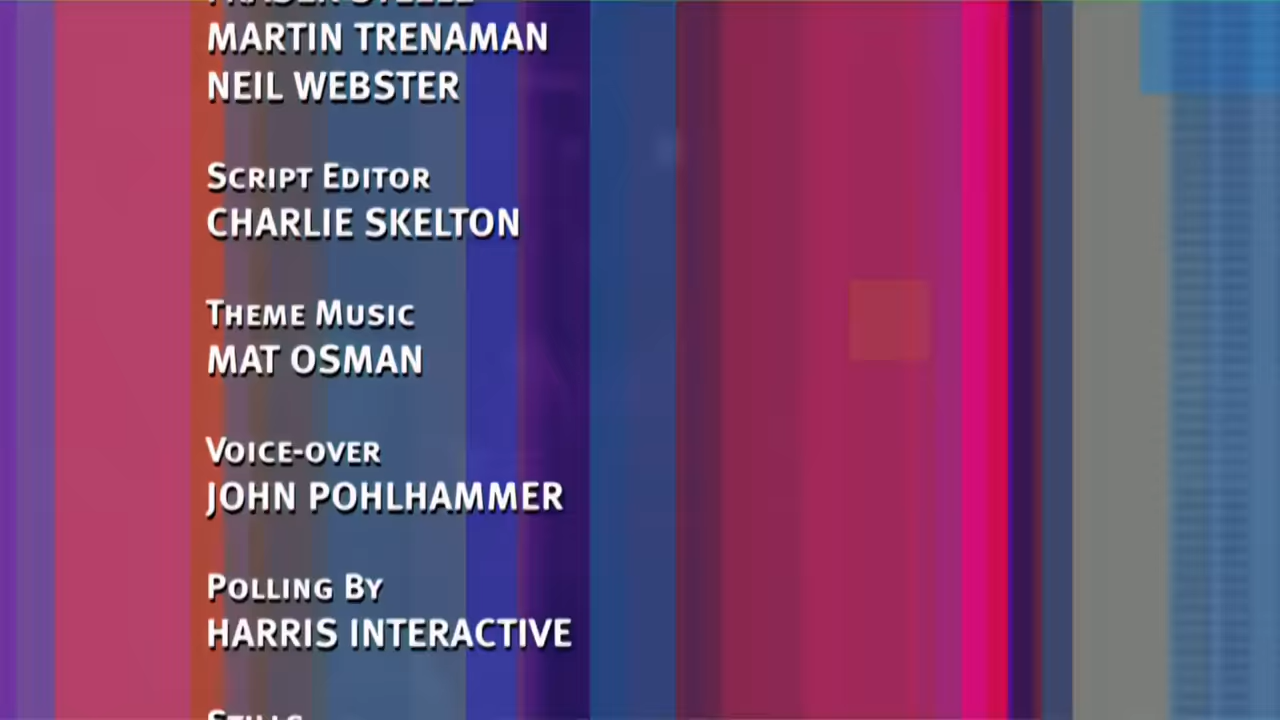 MARTIN TRENAMAN
NEIL WEBSTER
SCRIPT EDITOR
CHARLIE SKELTON
THEME MUSIC
MAT OSMAN
VOICE-OVER
JOHN POHLHAMMER
POLLING BY
HARRIS INTERACTIVE